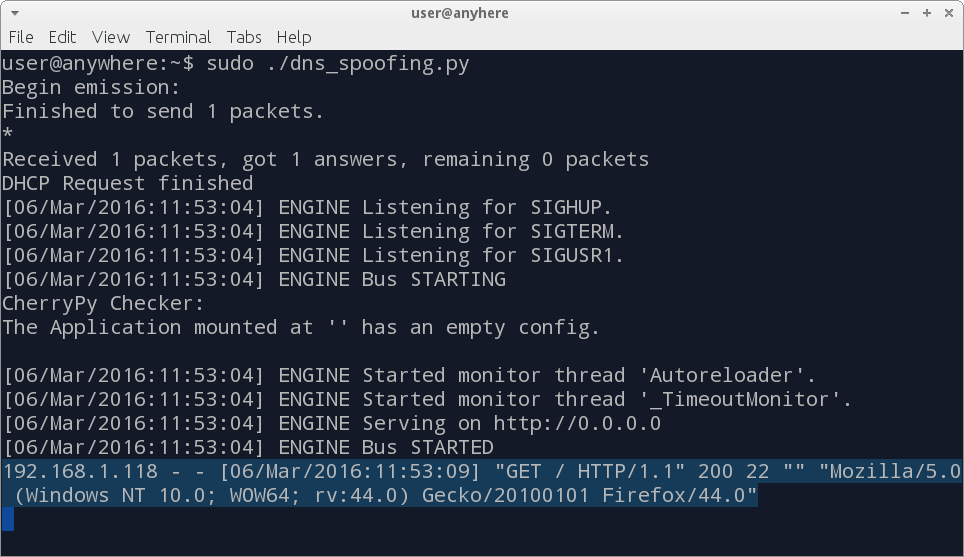 user@anyhere
File Edit View Terminal Tabs Help
user@anywhere:~$ sudo ./dns_spoofing.py
Begin emission:
Finished to send 1 packets.
*
Received 1 packets, got 1 answers, remaining 0 packets
DHCP Request finished
[06/Mar/2016:11:53:04] ENGINE Listening for SIGHUP.
[06/Mar/2016:11:53:04] ENGINE Listening for SIGTERM.
[06/Mar/2016:11:53:04] ENGINE Listening for SIGUSR1.
[06/Mar/2016:11:53:04] ENGINE Bus STARTING
CherryPy Checker:
The Application mounted at '' has an empty config.
[06/Mar/2016:11:53:04] ENGINE Started monitor thread 'Autoreloader'.
[06/Mar/2016:11:53:04] ENGINE Started monitor thread '_TimeoutMonitor'.
[06/Mar/2016:11:53:04] ENGINE Serving on http://0.0.0.0
[06/Mar/2016:11:53:04] ENGINE Bus STARTED
192.168.1.118 - - [06/Mar/2016:11:53:09] "GET / HTTP/1.1" 200 22 "" "Mozilla/5.0
(Windows NT 10.0; WOW64; rv:44.0) Gecko/20100101 Firefox/44.0"